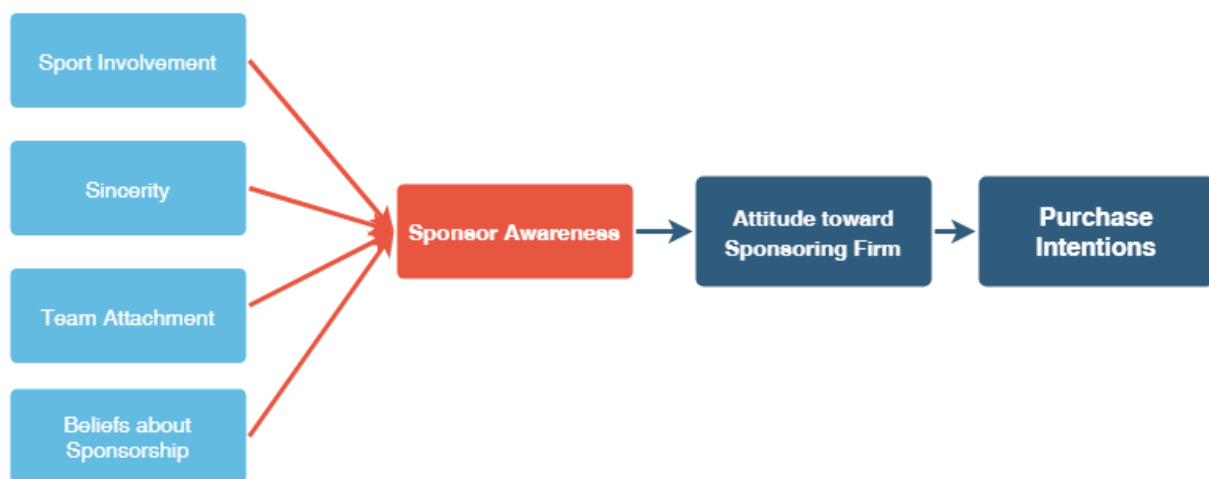 Sport Involvement
Sincerity
Team Attachment
Beliefs about
Sponsorship
Sponsor Awareness
Attitude toward
Sponsoring Firm
Purchase
Intentions